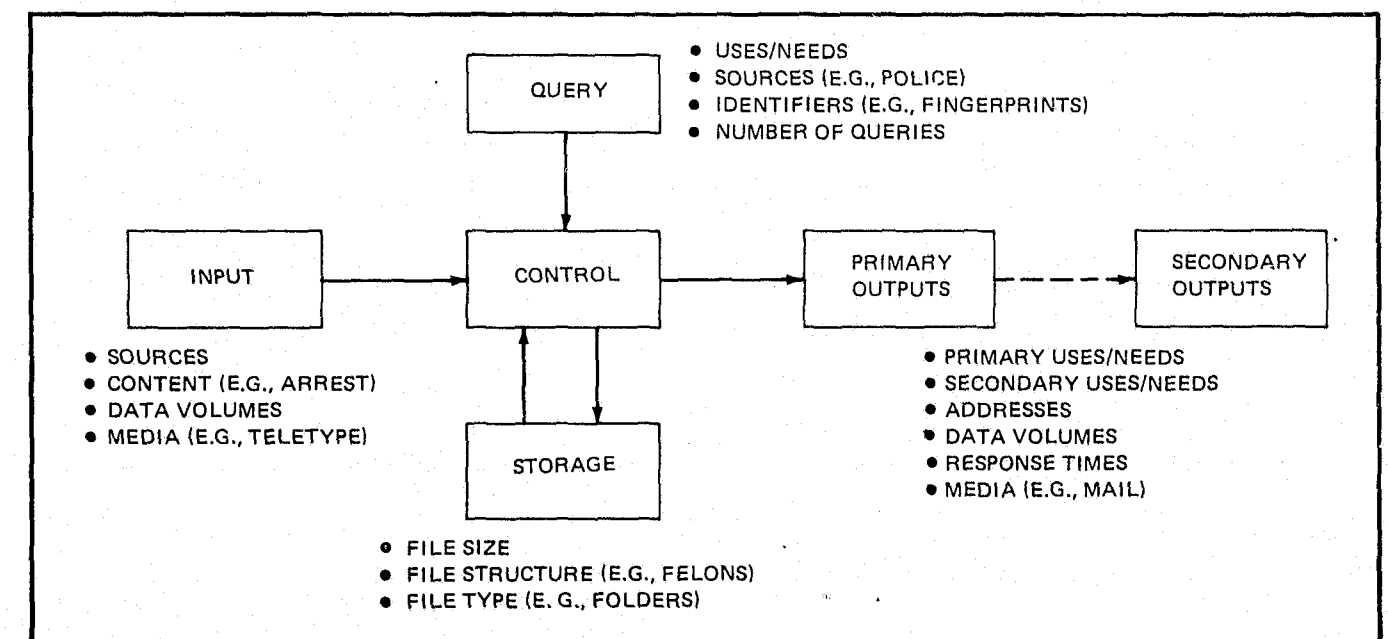 QUERY
● USES/NEEDS
● SOURCES (E.G., POLICE)
● IDENTIFIERS (E.G., FINGERPRINTS)
● NUMBER OF QUERIES
INPUT
CONTROL
PRIMARY
OUTPUTS
SECONDARY
OUTPUTS
● SOURCES
● CONTENT (E.G., ARREST)
● DATA VOLUMES
● MEDIA (E.G., TELETYPE)
STORAGE
● PRIMARY USES/NEEDS
● SECONDARY USES/NEEDS
● ADDRESSES
● DATA VOLUMES
● RESPONSE TIMES
● MEDIA (E.G., MAIL)
● FILE SIZE
● FILE STRUCTURE (E.G., FELONS)
● FILE TYPE (E. G., FOLDERS)